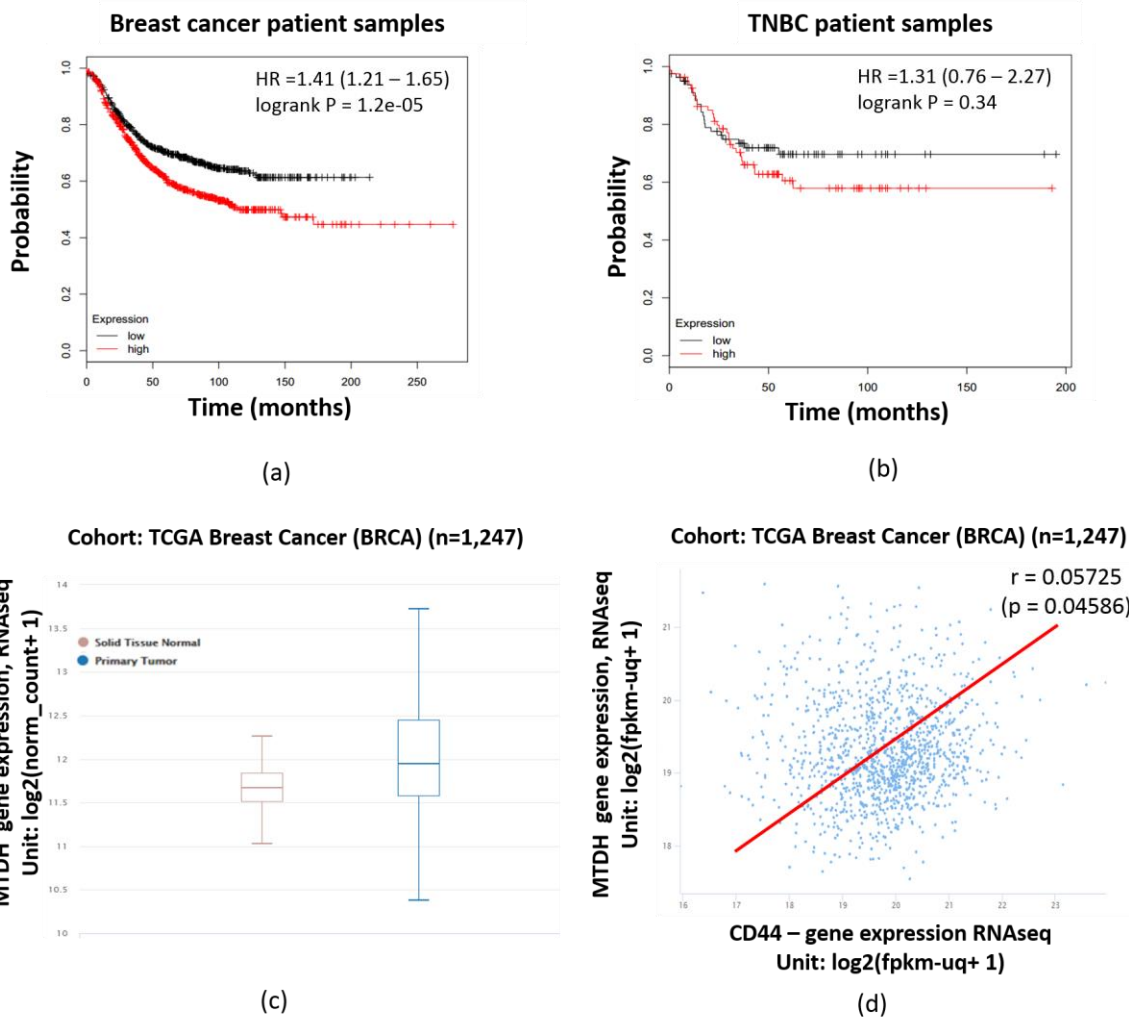 Breast cancer patient samples
HR =1.41 (1.21 – 1.65)
logrank P = 1.2e-05
Probability
1.0
0.8
0.6
0.4
0.2
0.0
Expression
low
high
0 50 100 150 200 250
Time (months)
(a)
TNBC patient samples
HR =1.31 (0.76 – 2.27)
logrank P = 0.34
Probability
1.0
0.8
0.6
0.4
0.2
0.0
Expression
low
high
0 50 100 150 200
Time (months)
(b)
Cohort: TCGA Breast Cancer (BRCA) (n=1,247)
MTDH gene expression, RNAseq
Unit: log2(norm_count+ 1)
14
13.5
13
12.5
12
11.5
11
10.5
10
Solid Tissue Normal
Primary Tumor
(c)
Cohort: TCGA Breast Cancer (BRCA) (n=1,247)
r = 0.05725
(p = 0.04586)
MTDH gene expression, RNAseq
Unit: log2(fpkm-uq+ 1)
21
20
19
18
16 17 18 19 20 21 22 23
CD44 – gene expression RNAseq
Unit: log2(fpkm-uq+ 1)
(d)